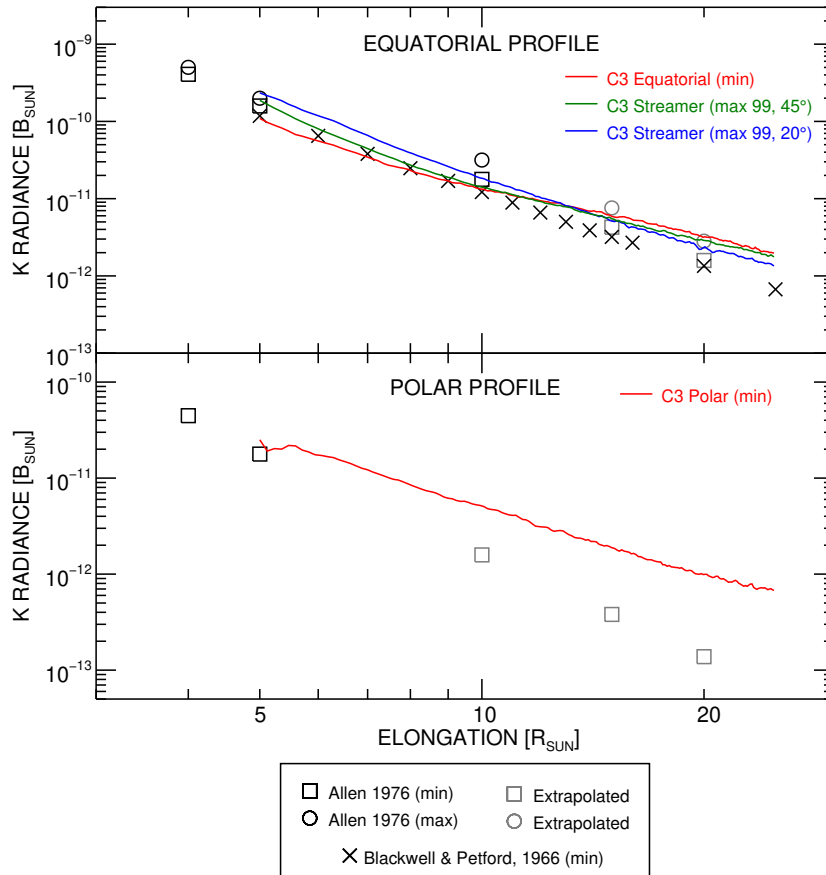 EQUATORIAL PROFILE
C3 Equatorial (min)
C3 Streamer (max 99, 45°)
C3 Streamer (max 99, 20°)
K RADIANCE [B_SUN]
10^−9
10^−10
10^−11
10^−12
10^−13
POLAR PROFILE
C3 Polar (min)
K RADIANCE [B_SUN]
10^−10
10^−11
10^−12
10^−13
5 10 20
ELONGATION [R_SUN]
Allen 1976 (min) Extrapolated
Allen 1976 (max) Extrapolated
Blackwell & Petford, 1966 (min)